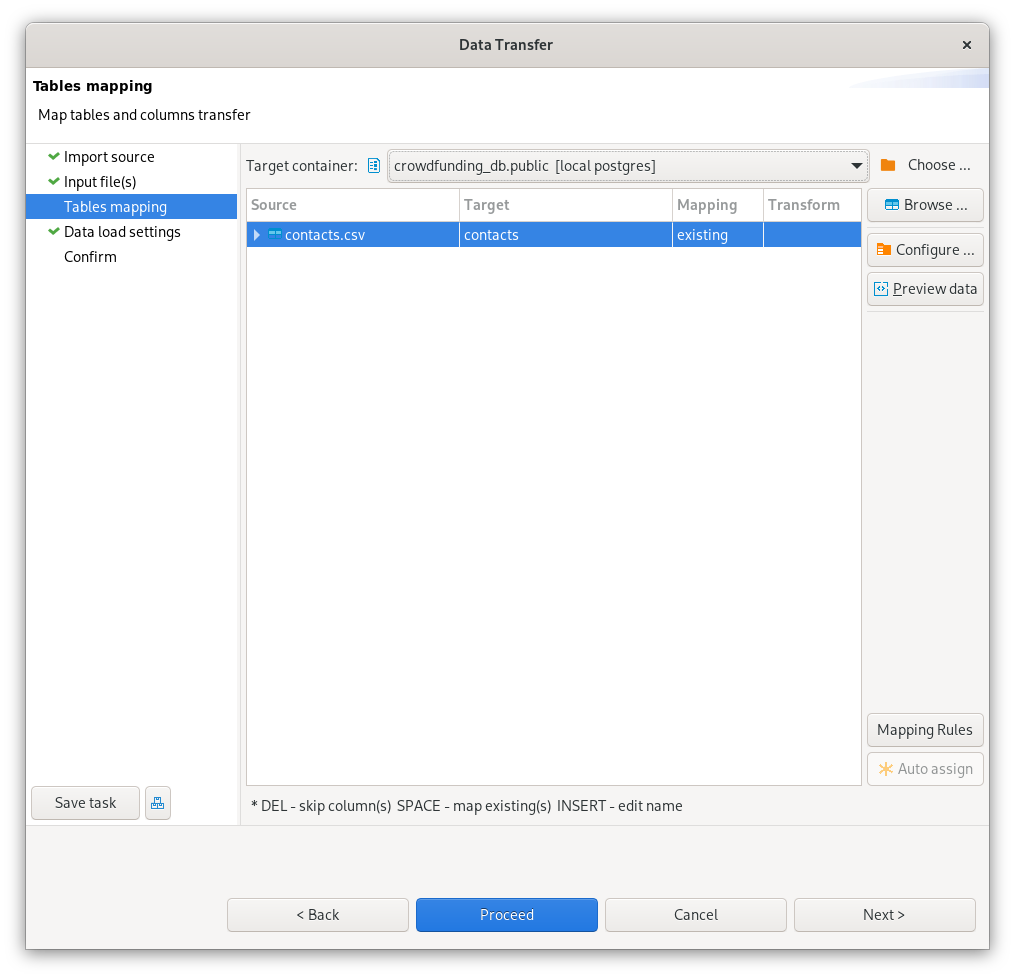 Data Transfer
Tables mapping
Map tables and columns transfer
Import source
Input file(s)
Tables mapping
Data load settings
Confirm
Target container: crowdfunding_db.public [local postgres] Choose ...
Source Target Mapping Transform
contacts.csv contacts existing
Browse ...
Configure ...
Preview data
Mapping Rules
Auto assign
Save task
* DEL - skip column(s) SPACE - map existing(s) INSERT - edit name
< Back Proceed Cancel Next >